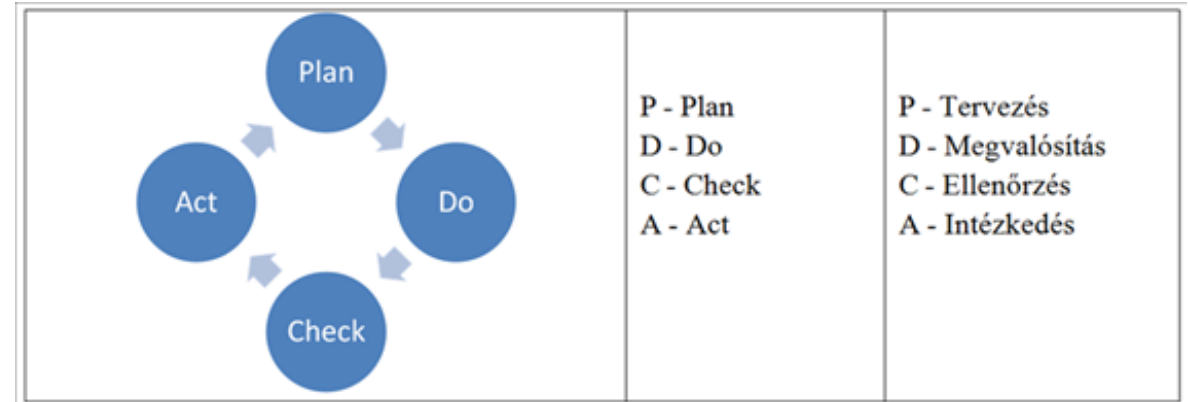 Plan
Do
Check
Act
P - Plan
D - Do
C - Check
A - Act
P - Tervezés
D - Megvalósítás
C - Ellenőrzés
A - Intézkedés